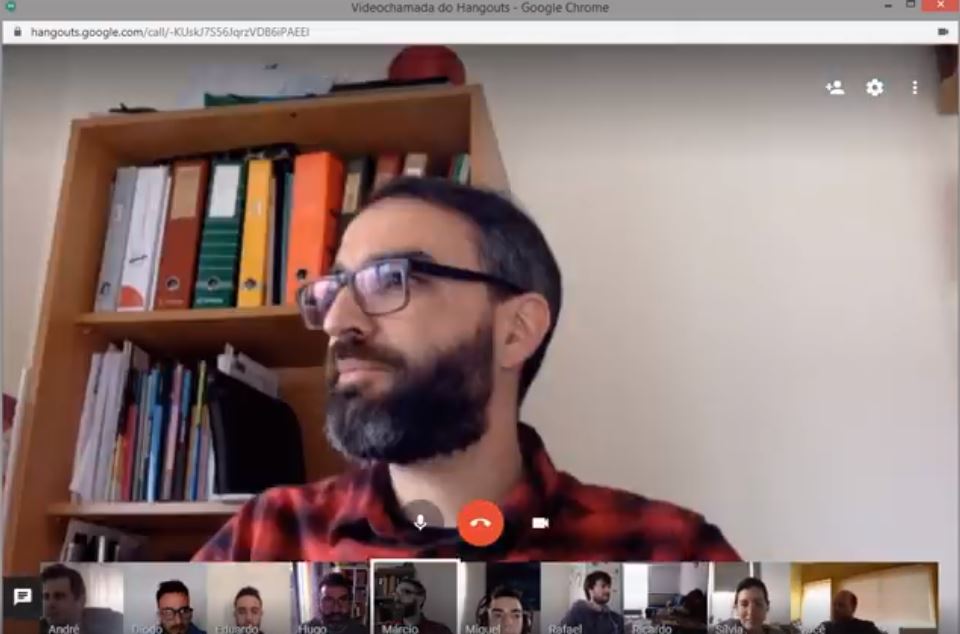 Videochamada do Hangouts - Google Chrome
hangouts.google.com/call/-KUskJ7S56JqrzVDB6iPAEEI
André
Diogo
Eduardo
Hugo
Márcio
Miguel
Rafael
Ricardo
Sílvia